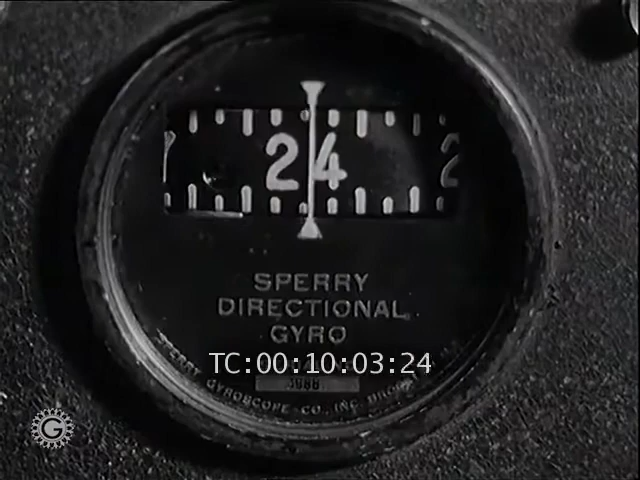 24 2
SPERRY
DIRECTIONAL
GYRO
TC:00:10:03:24
SPERRY GYROSCOPE CO. INC.
G